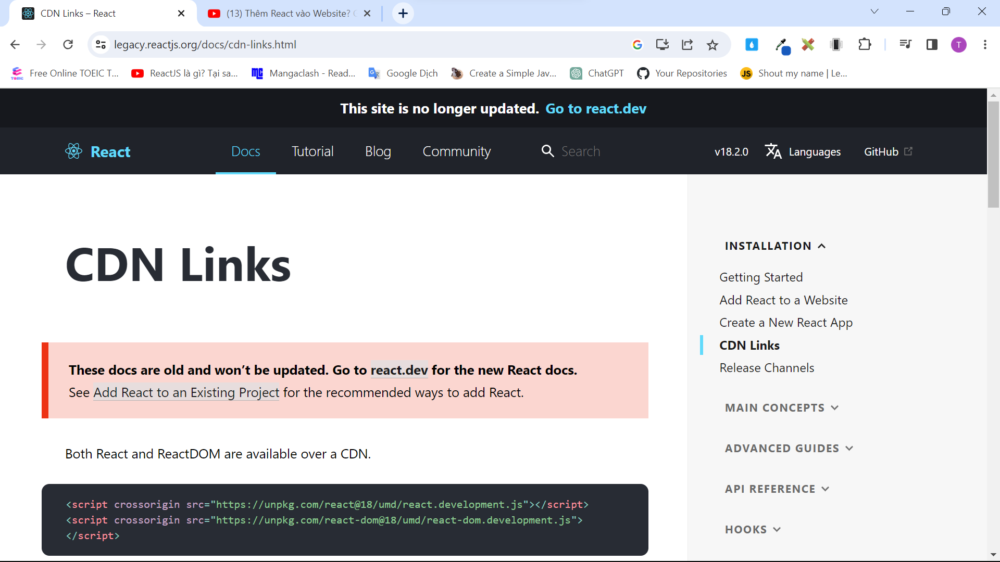 CDN Links – React
(13) Thêm React vào Website?
legacy.reactjs.org/docs/cdn-links.html
T
Free Online TOEIC T...
ReactJS là gì? Tại sa...
Mangaclash - Read...
Google Dịch
Create a Simple Jav...
ChatGPT
Your Repositories
JS
Shout my name | Le...
This site is no longer updated. Go to react.dev
React
Docs
Tutorial
Blog
Community
Search
v18.2.0
Languages
GitHub
CDN Links
These docs are old and won’t be updated. Go to react.dev for the new React docs.
See Add React to an Existing Project for the recommended ways to add React.
Both React and ReactDOM are available over a CDN.
<script crossorigin src="https://unpkg.com/react@18/umd/react.development.js"></script>
<script crossorigin src="https://unpkg.com/react-dom@18/umd/react-dom.development.js">
</script>
INSTALLATION
Getting Started
Add React to a Website
Create a New React App
CDN Links
Release Channels
MAIN CONCEPTS
ADVANCED GUIDES
API REFERENCE
HOOKS